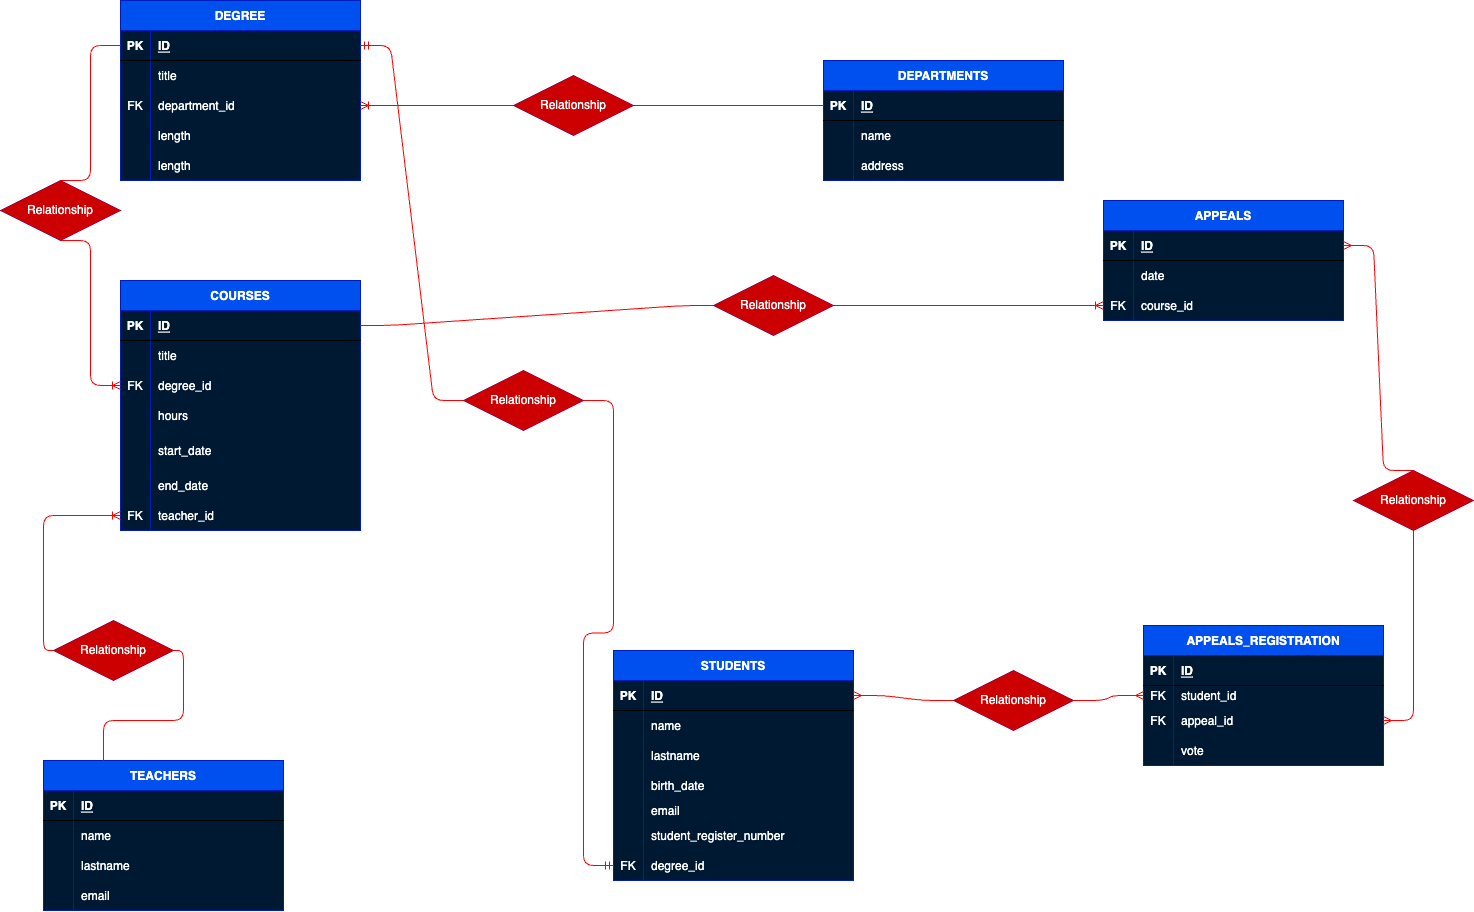 DEGREE
PK ID
title
FK department_id
length
length
Relationship
DEPARTMENTS
PK ID
name
address
Relationship
APPEALS
PK ID
date
FK course_id
COURSES
PK ID
title
FK degree_id
hours
start_date
end_date
FK teacher_id
Relationship
Relationship
Relationship
Relationship
TEACHERS
PK ID
name
lastname
email
STUDENTS
PK ID
name
lastname
birth_date
email
student_register_number
FK degree_id
Relationship
APPEALS_REGISTRATION
PK ID
FK student_id
FK appeal_id
vote